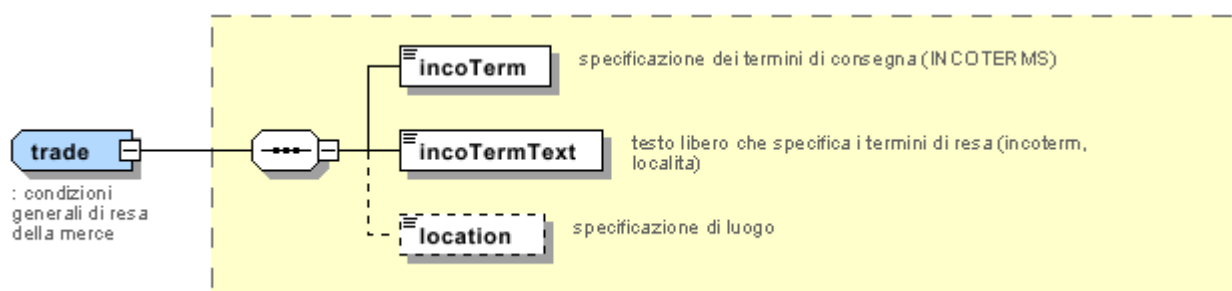 incoTerm
specificazione dei termini di consegna (INCOTERMS)
trade
: condizioni
generali di resa
della merce
incoTermText
testo libero che specifica i termini di resa (incoterm,
localita)
location
specificazione di luogo